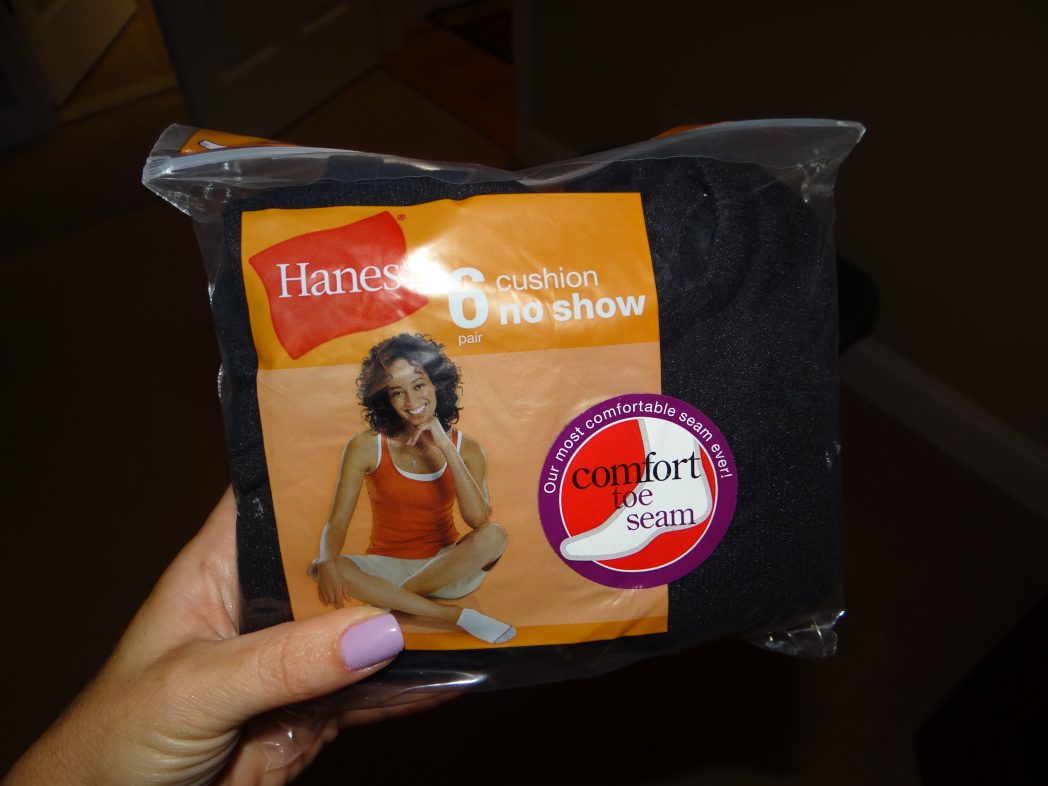 Hanes®
6 cushion
no show
pair
Our most comfortable seam ever!
comfort
toe
seam